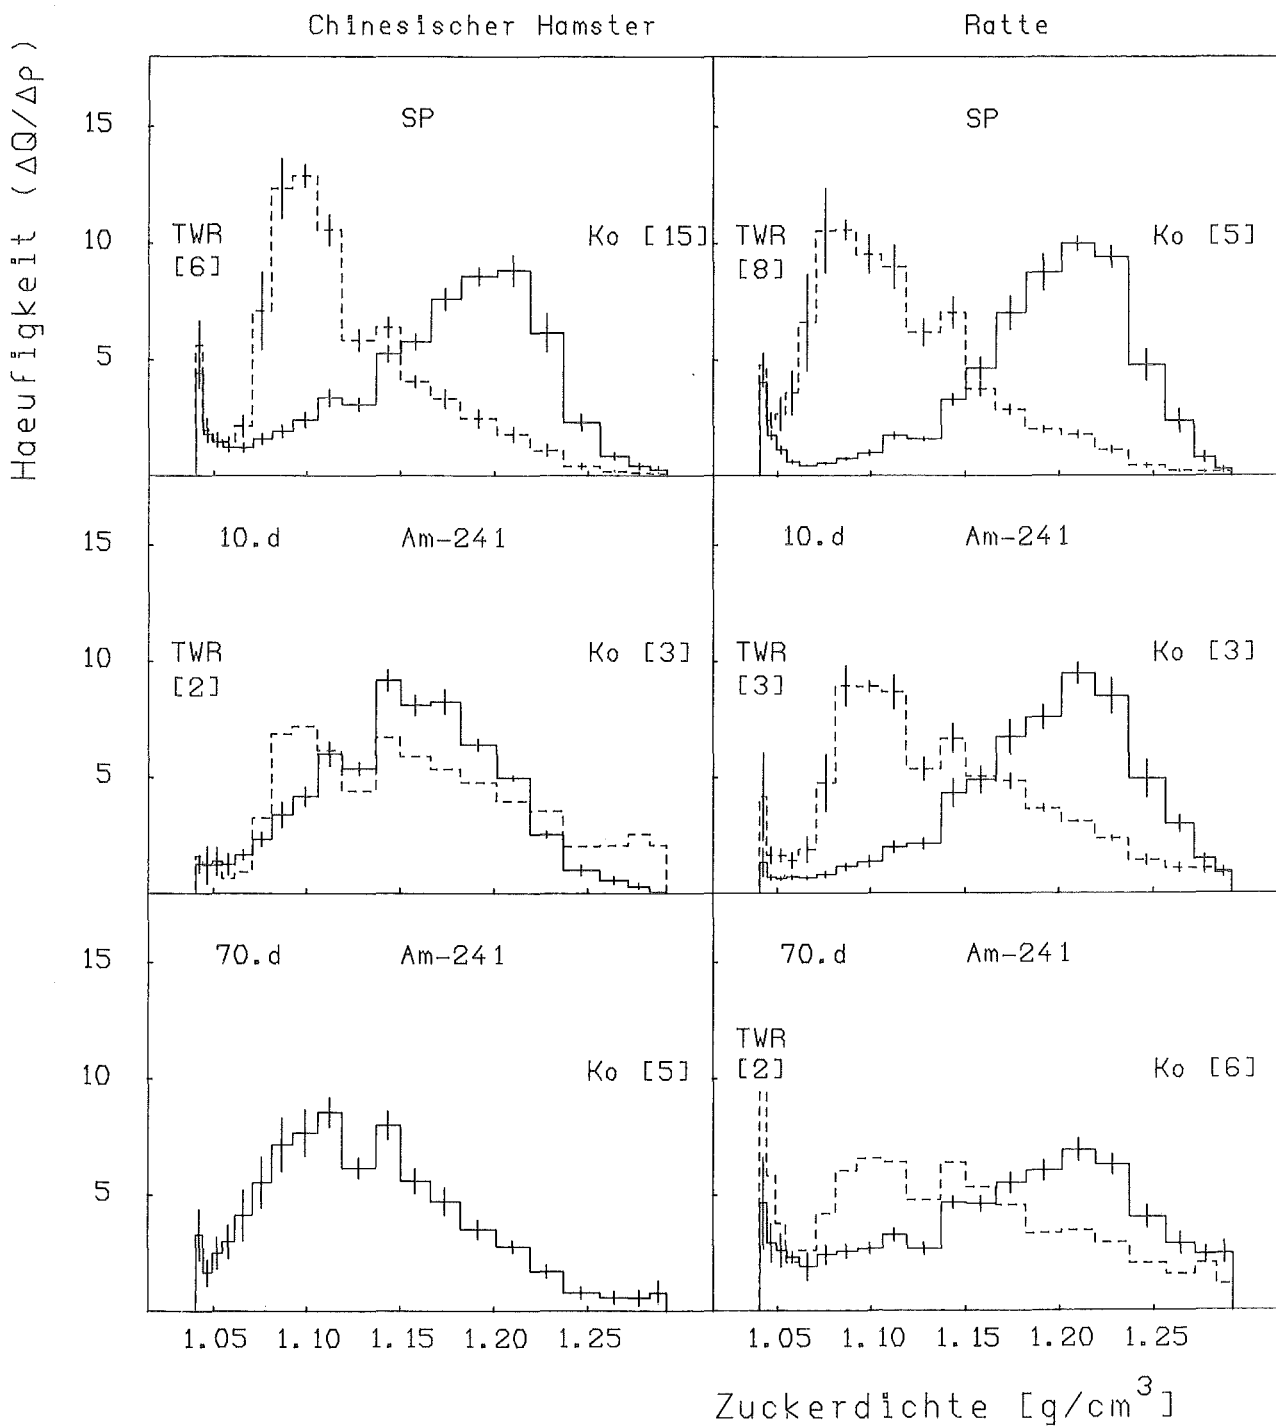 Chinesischer Hamster
Ratte
Haeufigkeit (ΔQ/Δρ)
15
10
5
SP
TWR
[6]
Ko [15]
SP
TWR
[8]
Ko [5]
15
10
5
10.d Am-241
TWR
[2]
Ko [3]
10.d Am-241
TWR
[3]
Ko [3]
15
10
5
70.d Am-241
Ko [5]
70.d Am-241
TWR
[2]
Ko [6]
1.05 1.10 1.15 1.20 1.25
1.05 1.10 1.15 1.20 1.25
Zuckerdichte [g/cm³]